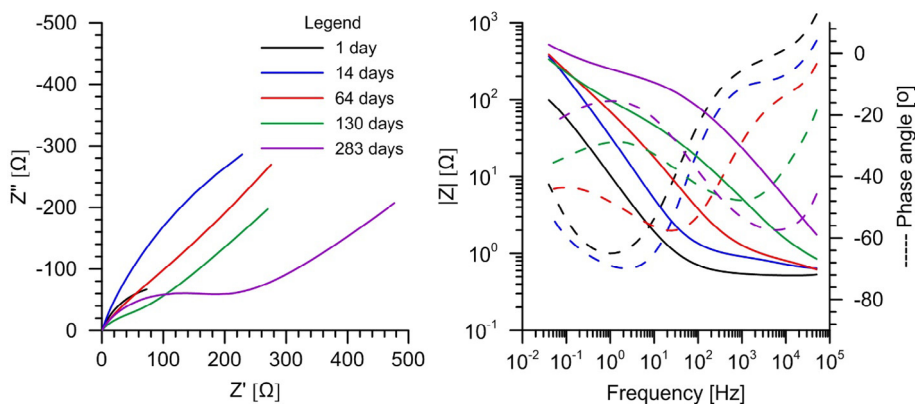 -500
-400
-300
-200
-100
0
0
100
200
300
400
500
Z'' [Ω]
Z' [Ω]
Legend
1 day
14 days
64 days
130 days
283 days
10³
10²
10¹
10⁰
10⁻¹
|Z| [Ω]
10⁻²
10⁻¹
10⁰
10¹
10²
10³
10⁴
10⁵
Frequency [Hz]
0
-20
-40
-60
-80
----- Phase angle [º]